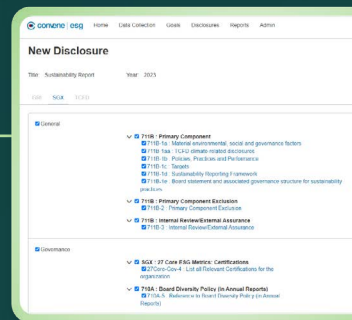 convene | esg Home Data Collection Goals Disclosures Reports Admin
New Disclosure
Title Sustainability Report Year 2023
SGX TCFD
General
711B : Primary Component
711B-1a : Material environmental, social and governance factors
711B-1aa : TCFD climate-related disclosures
711B-1b : Policies, Practices and Performance
711B-1c : Targets
711B-1d : Sustainability Reporting Framework
711B-1e : Board statement and associated governance structure for sustainability
practices
711B : Primary Component Exclusion
711B-2 : Primary Component Exclusion
711B : Internal Review/External Assurance
711B-3 : Internal Review/External Assurance
Governance
SGX : 27 Core ESG Metrics: Certifications
27Core-Gov-4 : List all Relevant Certifications for the
organization
710A : Board Diversity Policy (in Annual Reports)
710A-5 : Reference to Board Diversity Policy (in Annual
Reports)